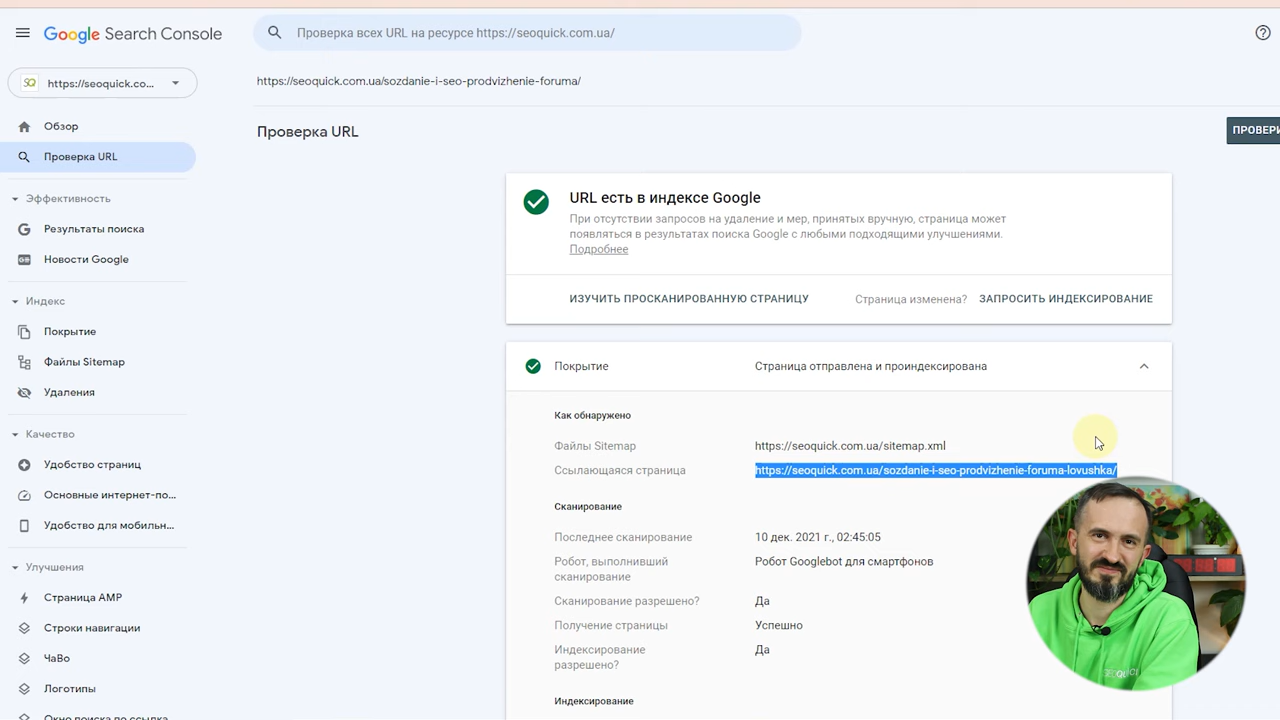 Google Search Console
Проверка всех URL на ресурсе https://seoquick.com.ua/
SQ
https://seoquick.co...
https://seoquick.com.ua/sozdanie-i-seo-prodvizhenie-foruma/
Проверка URL
ПРОВЕРИ
Обзор
Проверка URL
Эффективность
Результаты поиска
Новости Google
Индекс
Покрытие
Файлы Sitemap
Удаления
Качество
Удобство страниц
Основные интернет-по...
Удобство для мобильн...
Улучшения
Страница AMP
Строки навигации
ЧаВо
Логотипы
Окно поиска по ссылка
URL есть в индексе Google
При отсутствии запросов на удаление и мер, принятых вручную, страница может
появляться в результатах поиска Google с любыми подходящими улучшениями.
Подробнее
ИЗУЧИТЬ ПРОСКАНИРОВАННУЮ СТРАНИЦУ
Страница изменена?
ЗАПРОСИТЬ ИНДЕКСИРОВАНИЕ
Покрытие
Страница отправлена и проиндексирована
Как обнаружено
Файлы Sitemap
https://seoquick.com.ua/sitemap.xml
Ссылающаяся страница
https://seoquick.com.ua/sozdanie-i-seo-prodvizhenie-foruma-lovushka/
Сканирование
Последнее сканирование
10 дек. 2021 г., 02:45:05
Робот, выполнивший
сканирование
Робот Googlebot для смартфонов
Сканирование разрешено?
Да
Получение страницы
Успешно
Индексирование
разрешено?
Да
Индексирование